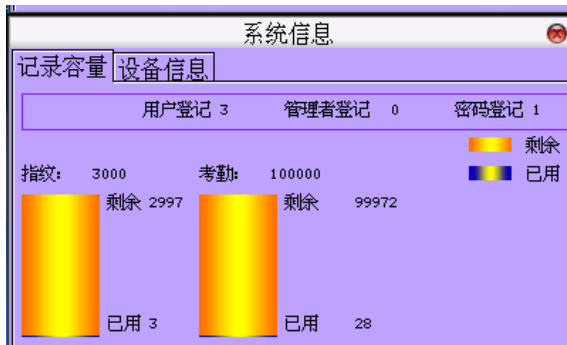 系统信息
记录容量 设备信息
用户登记 3 管理者登记 0 密码登记 1
剩余
指纹: 3000 考勤: 100000 已用
剩余 2997 剩余 99972
已用 3 已用 28